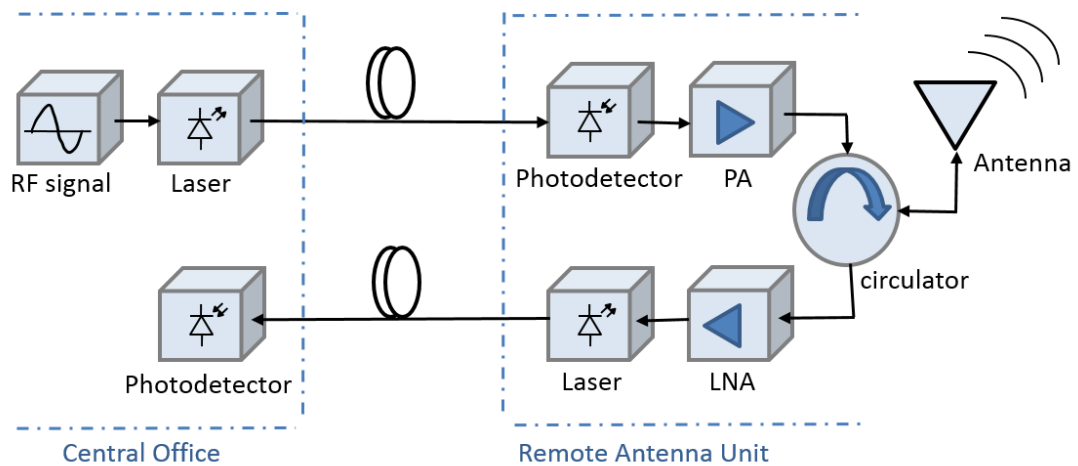 RF signal
Laser
Photodetector
PA
Antenna
circulator
Photodetector
Laser
LNA
Central Office
Remote Antenna Unit